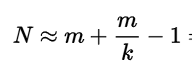 N ≈ m + m/k − 1 =